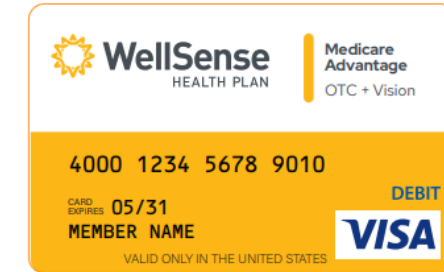 WellSense
HEALTH PLAN
Medicare
Advantage
OTC + Vision
4000 1234 5678 9010
CARD
EXPIRES 05/31
MEMBER NAME
VALID ONLY IN THE UNITED STATES
DEBIT
VISA